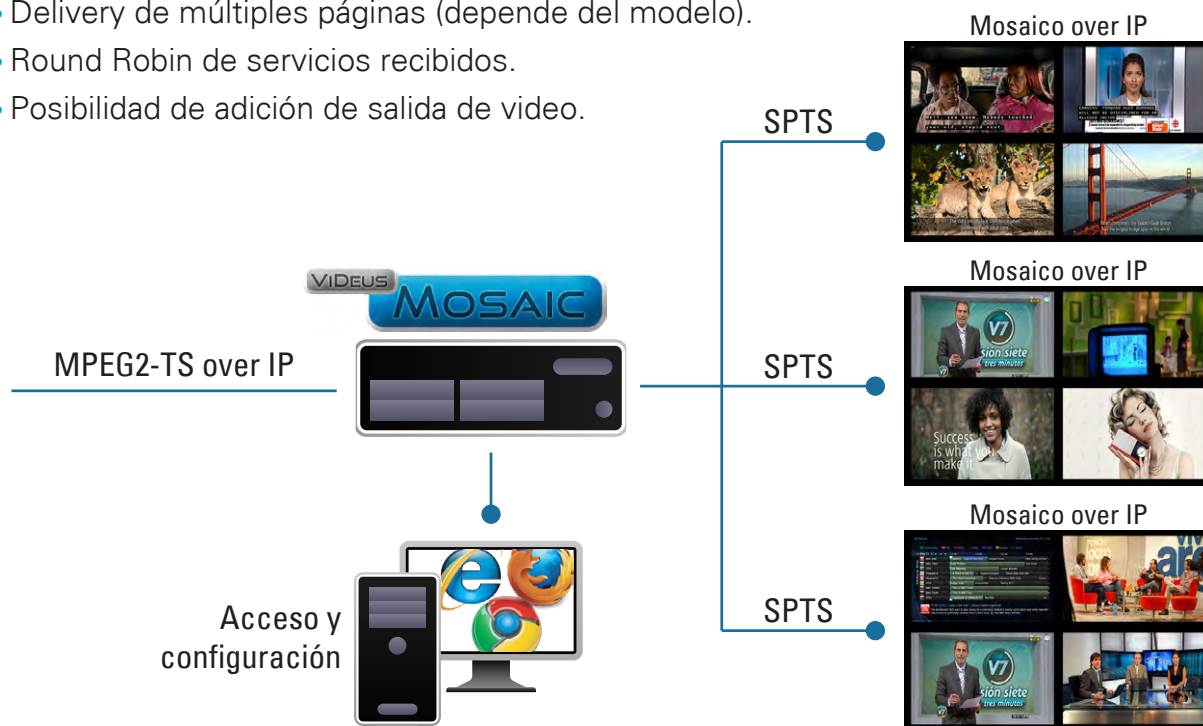 • Delivery de múltiples páginas (depende del modelo).
• Round Robin de servicios recibidos.
• Posibilidad de adición de salida de video.
Mosaico over IP
SPTS
VIDEUS
MOSAIC
MPEG2-TS over IP
SPTS
Mosaico over IP
V7
sión siete
tres minutos
Success
is what you
make it
Mosaico over IP
SPTS
V7
sión siete
tres minutos
Acceso y
configuración